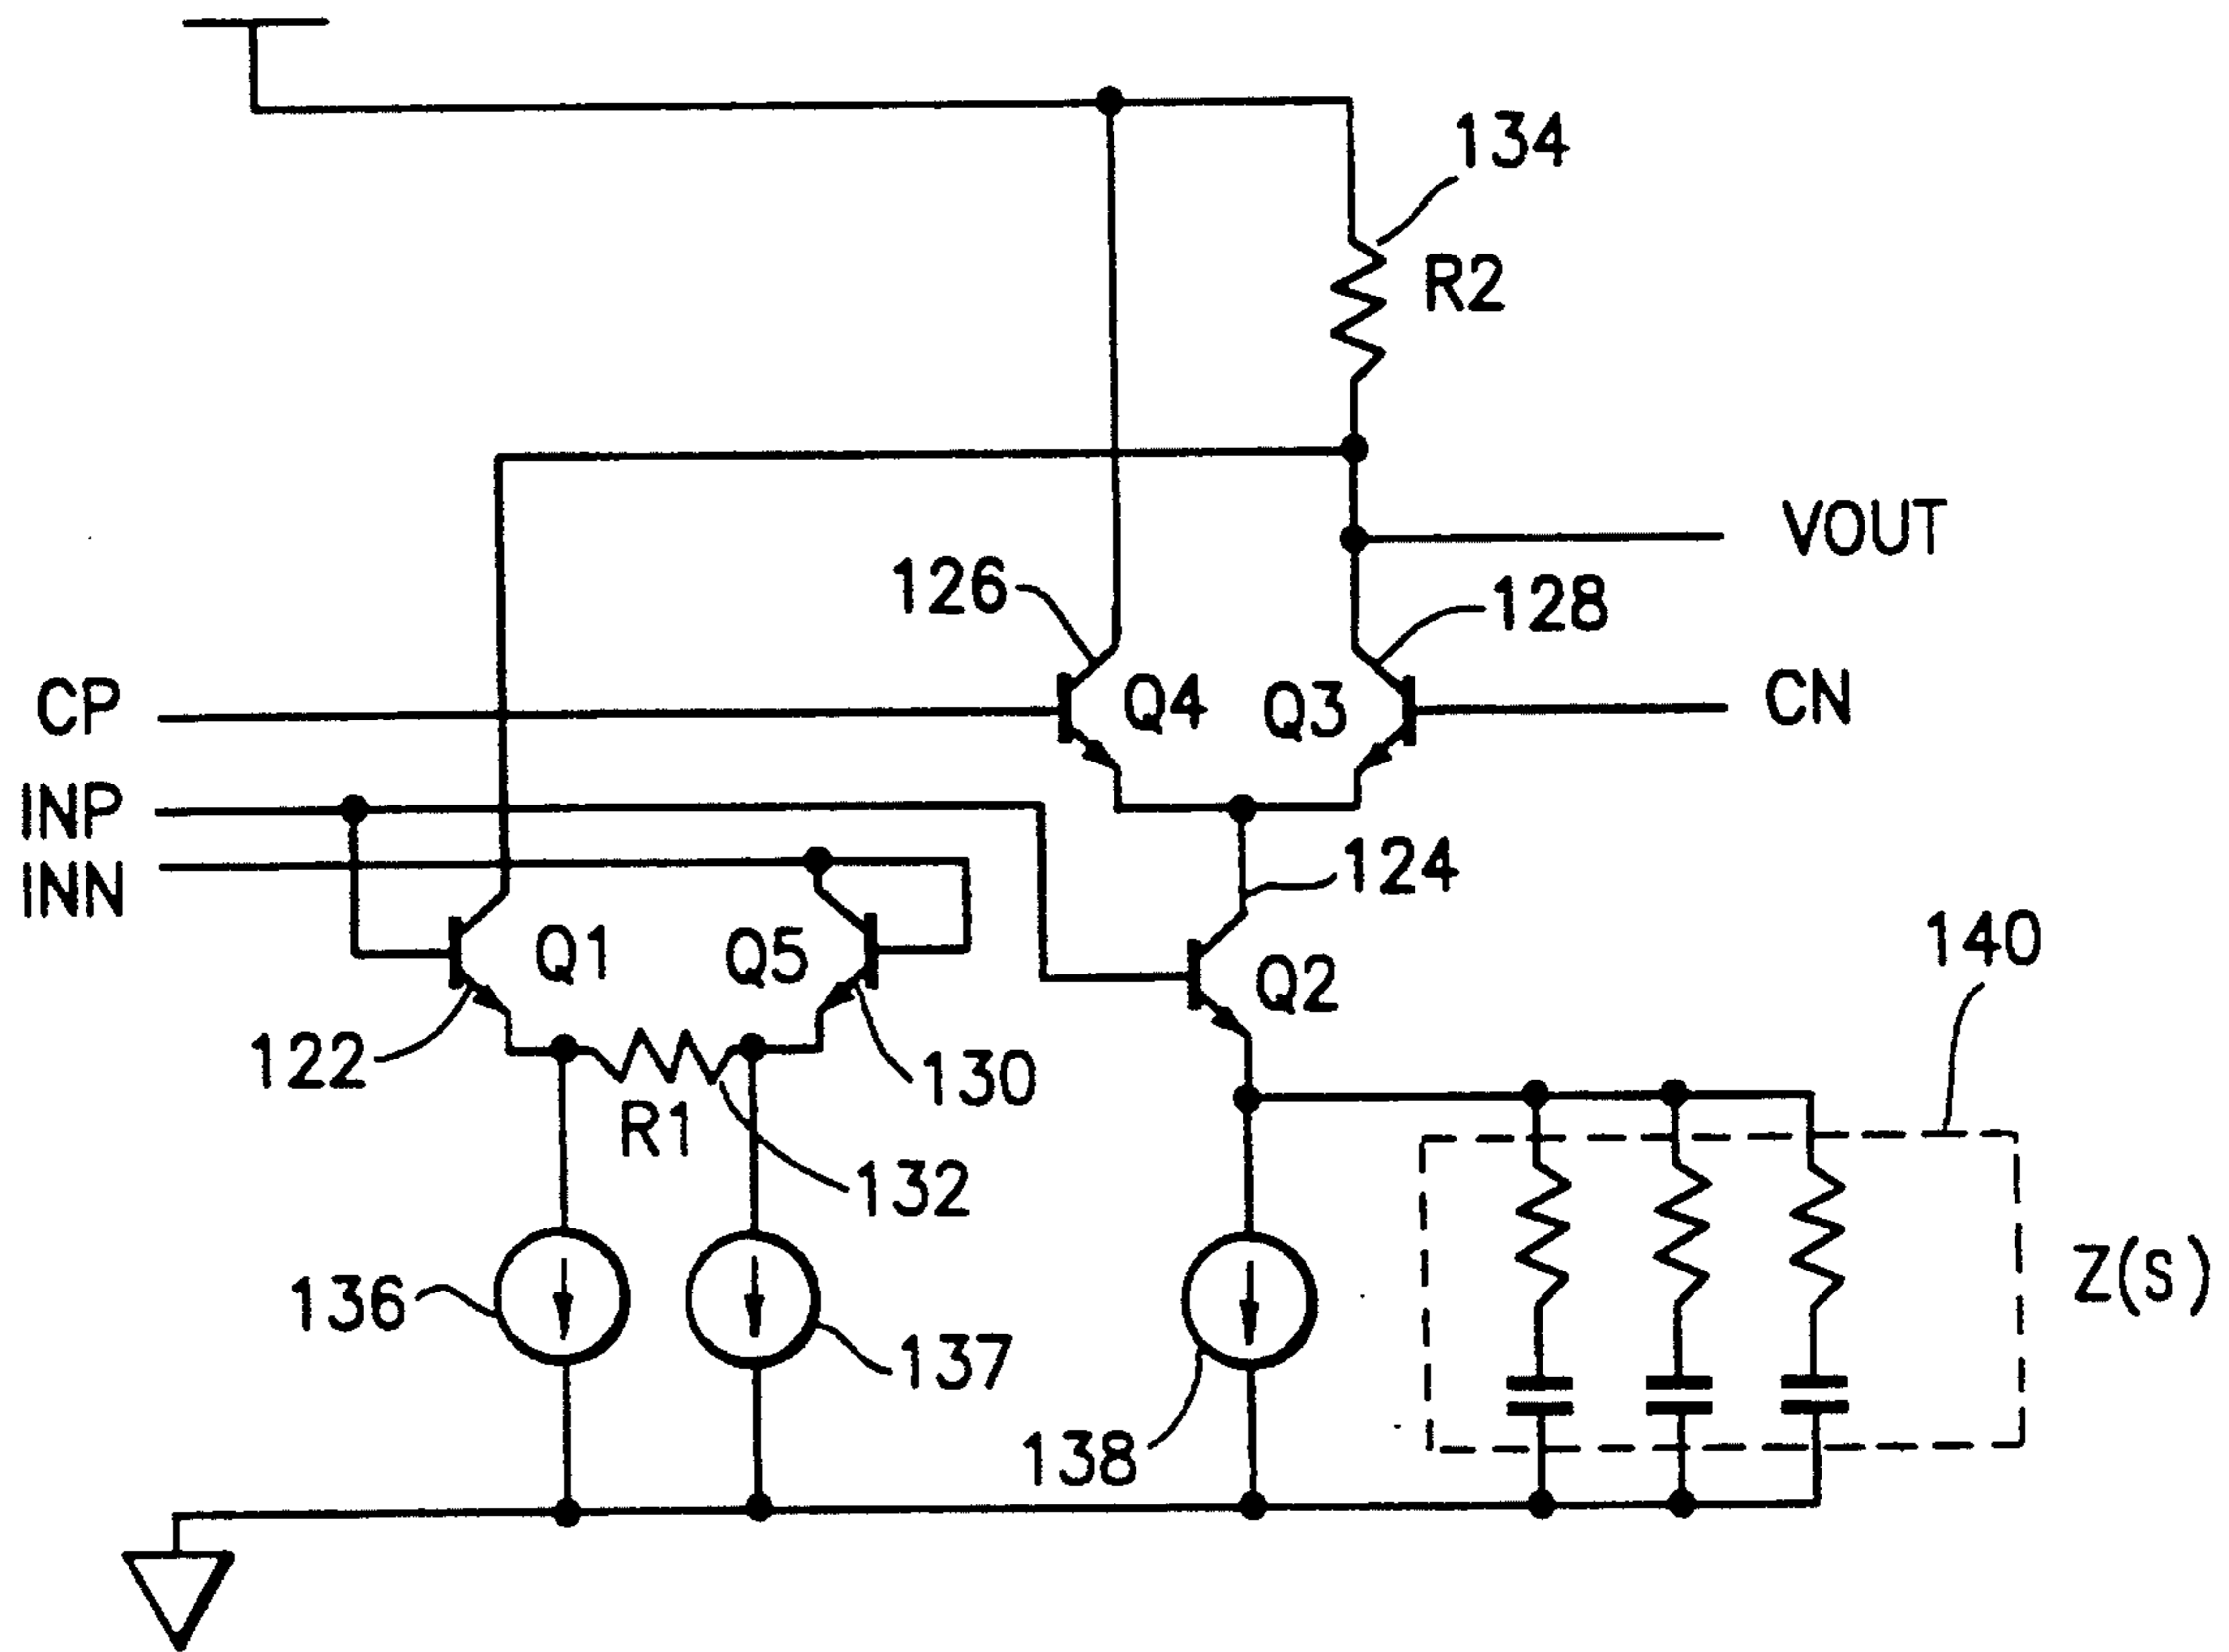 134
R2
VOUT
126
128
CP
Q4
Q3
CN
INP
INN
124
Q1
Q5
Q2
140
122
130
R1
132
Z(S)
136
137
138